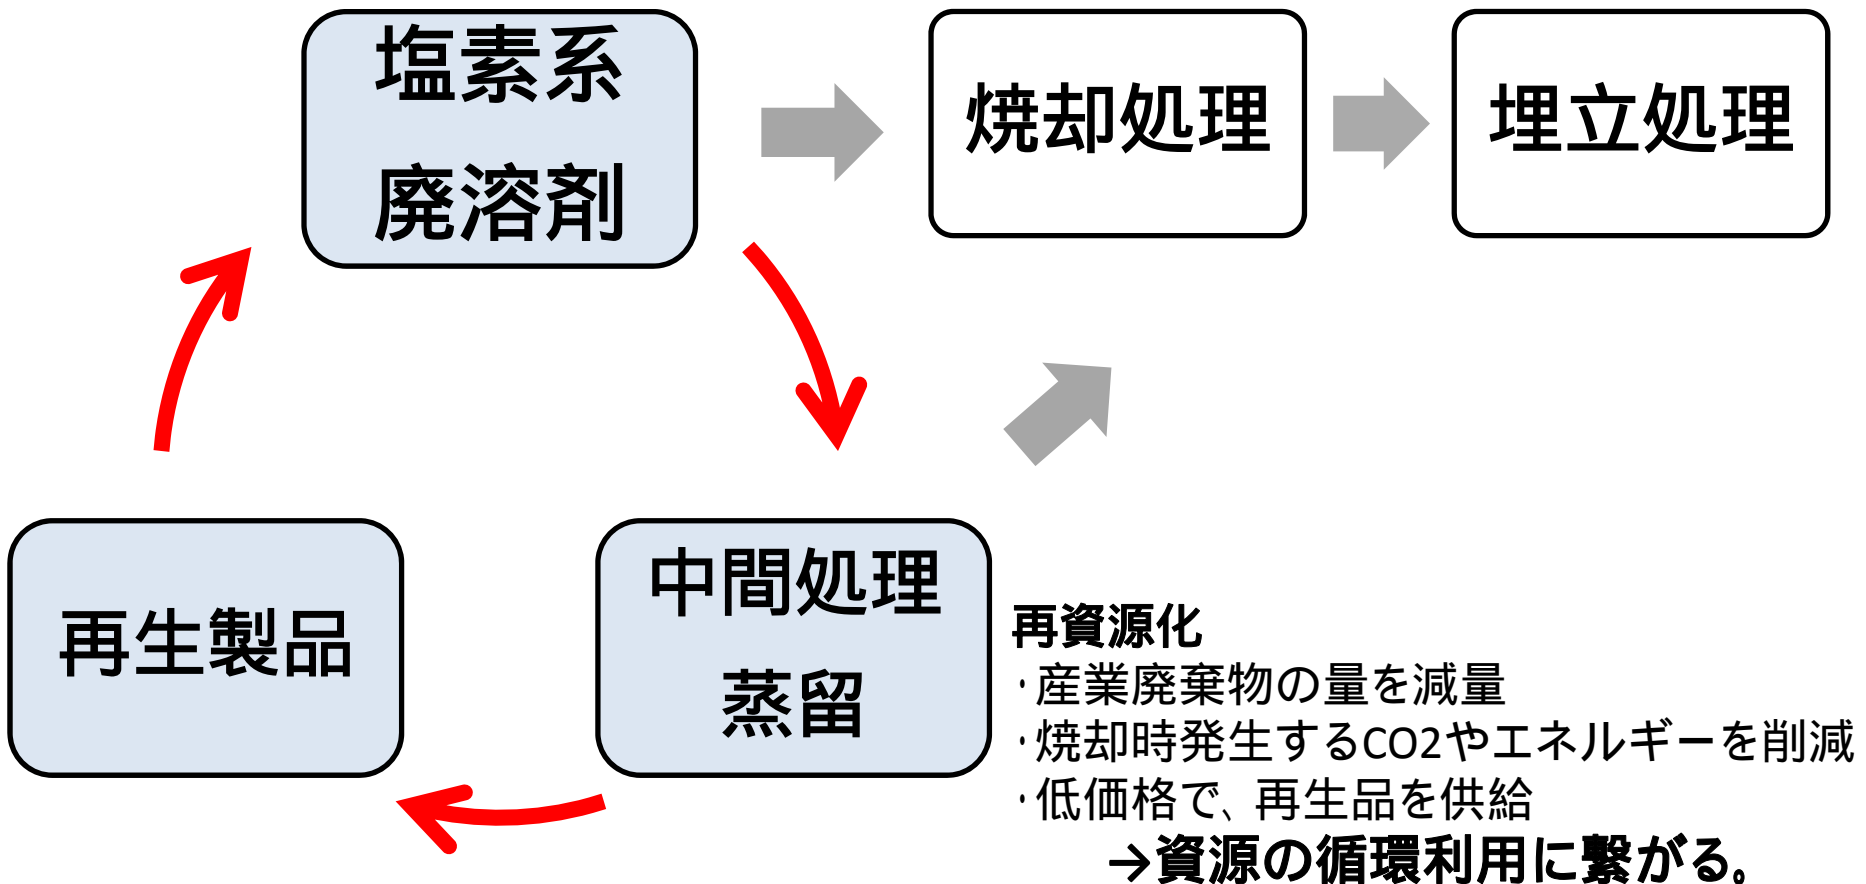 塩素系
廃溶剤
焼却処理
埋立処理
再生製品
中間処理
蒸留
再資源化
・産業廃棄物の量を減量
・焼却時発生するCO2やエネルギーを削減
・低価格で、再生品を供給
→資源の循環利用に繋がる。